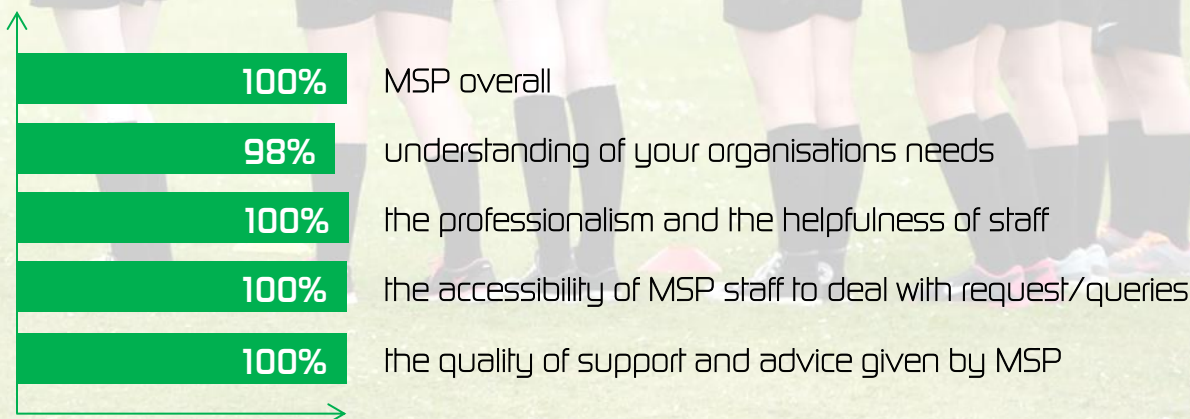 100% MSP overall
98% understanding of your organisations needs
100% the professionalism and the helpfulness of staff
100% the accessibility of MSP staff to deal with request/queries
100% the quality of support and advice given by MSP